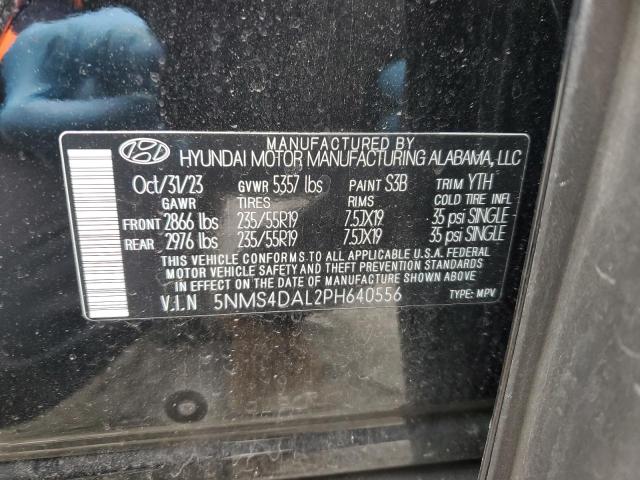 MANUFACTURED BY
HYUNDAI MOTOR MANUFACTURING ALABAMA, LLC
Oct/31/23 GVWR 5357 lbs PAINT S3B TRIM YTH
GAWR TIRES RIMS COLD TIRE INFL
FRONT 2866 lbs 235/55R19 7.5JX19 35 psi SINGLE
REAR 2976 lbs 235/55R19 7.5JX19 35 psi SINGLE
THIS VEHICLE CONFORMS TO ALL APPLICABLE U.S.A. FEDERAL
MOTOR VEHICLE SAFETY BUMPER, AND THEFT PREVENTION STANDARDS
IN EFFECT ON THE DATE OF MANUFACTURE SHOWN ABOVE.
V.I.N 5NMS4DAL2PH640556 TYPE: MPV